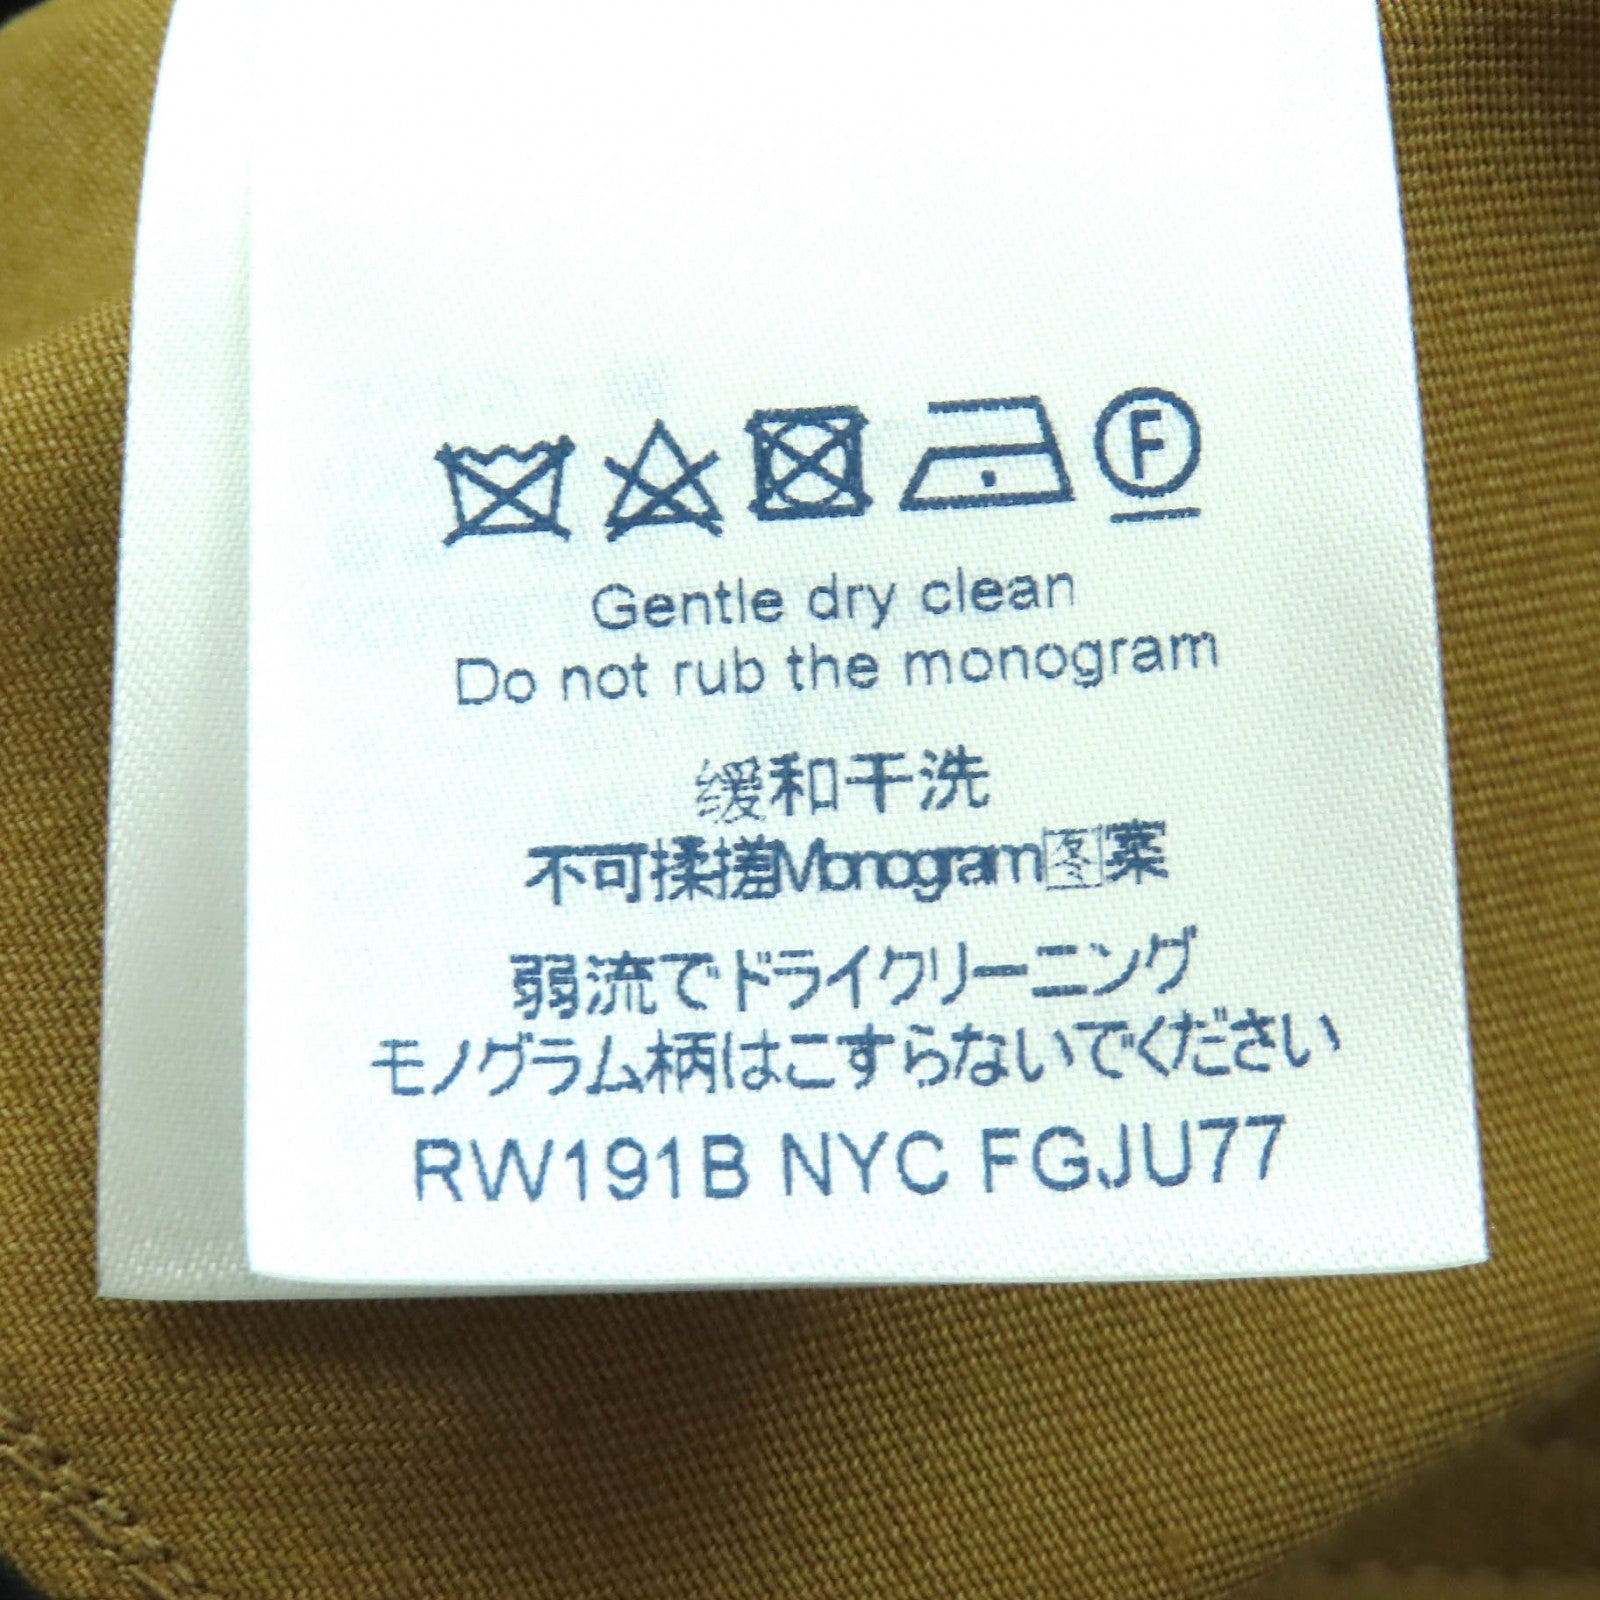 F
Gentle dry clean
Do not rub the monogram
缓和干洗
不可揉搓Monogram图案
弱流でドライクリーニング
モノグラム柄はこすらないでください
RW191B NYC FGJU77